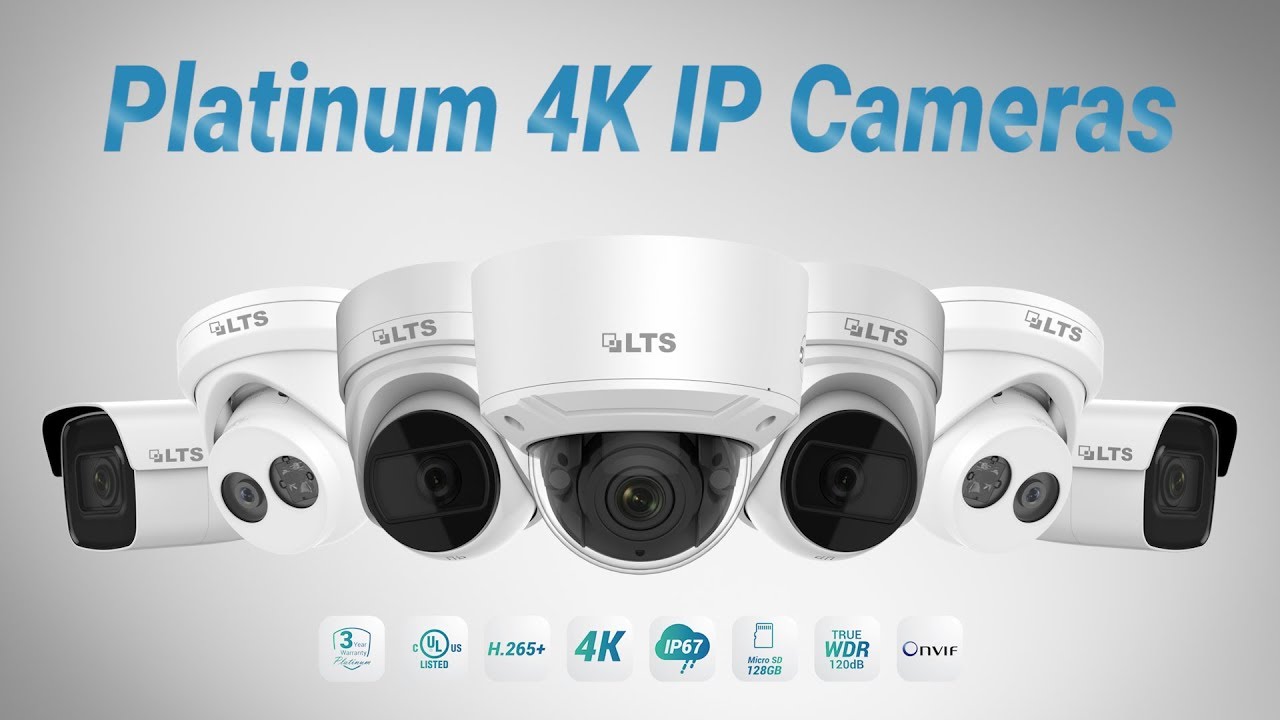 Platinum 4K IP Cameras
LTS
LTS
LTS
LTS
LTS
LTS
LTS
3 Year
Warranty
Platinum
C UL US
LISTED
H.265+
4K
IP67
Micro SD
128GB
TRUE
WDR
120dB
ONVIF